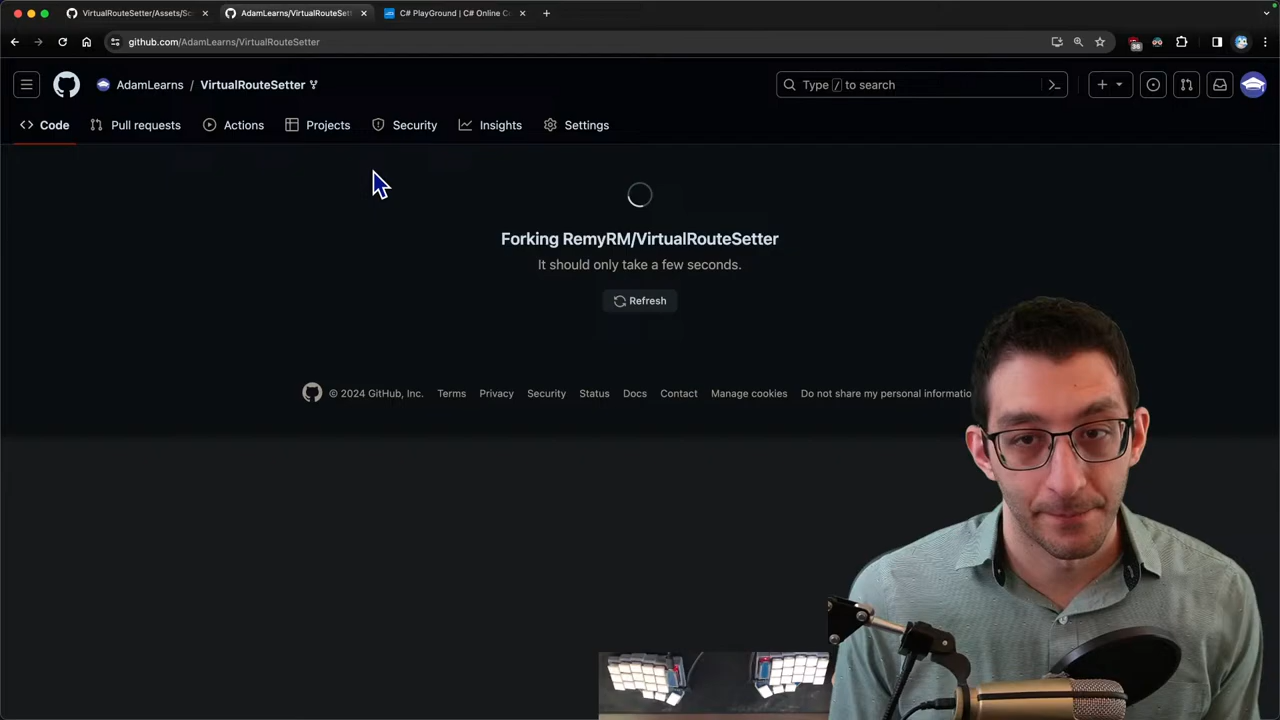 VirtualRouteSetter/Assets/Sc
AdamLearns/VirtualRouteSett
C# PlayGround | C# Online C
github.com/AdamLearns/VirtualRouteSetter
36
AdamLearns / VirtualRouteSetter
Type / to search
Code
Pull requests
Actions
Projects
Security
Insights
Settings
Forking RemyRM/VirtualRouteSetter
It should only take a few seconds.
Refresh
© 2024 GitHub, Inc.
Terms
Privacy
Security
Status
Docs
Contact
Manage cookies
Do not share my personal informatio